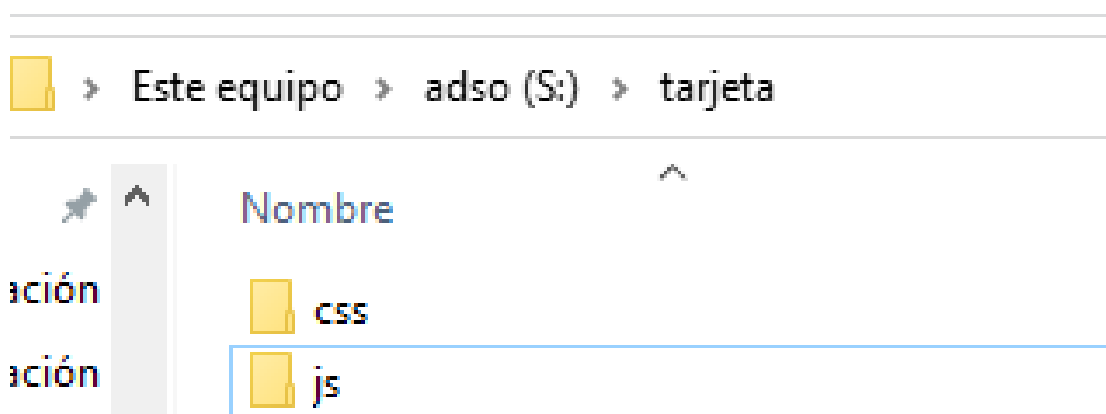 Este equipo > adso (S:) > tarjeta
Nombre
ación
css
ación
js